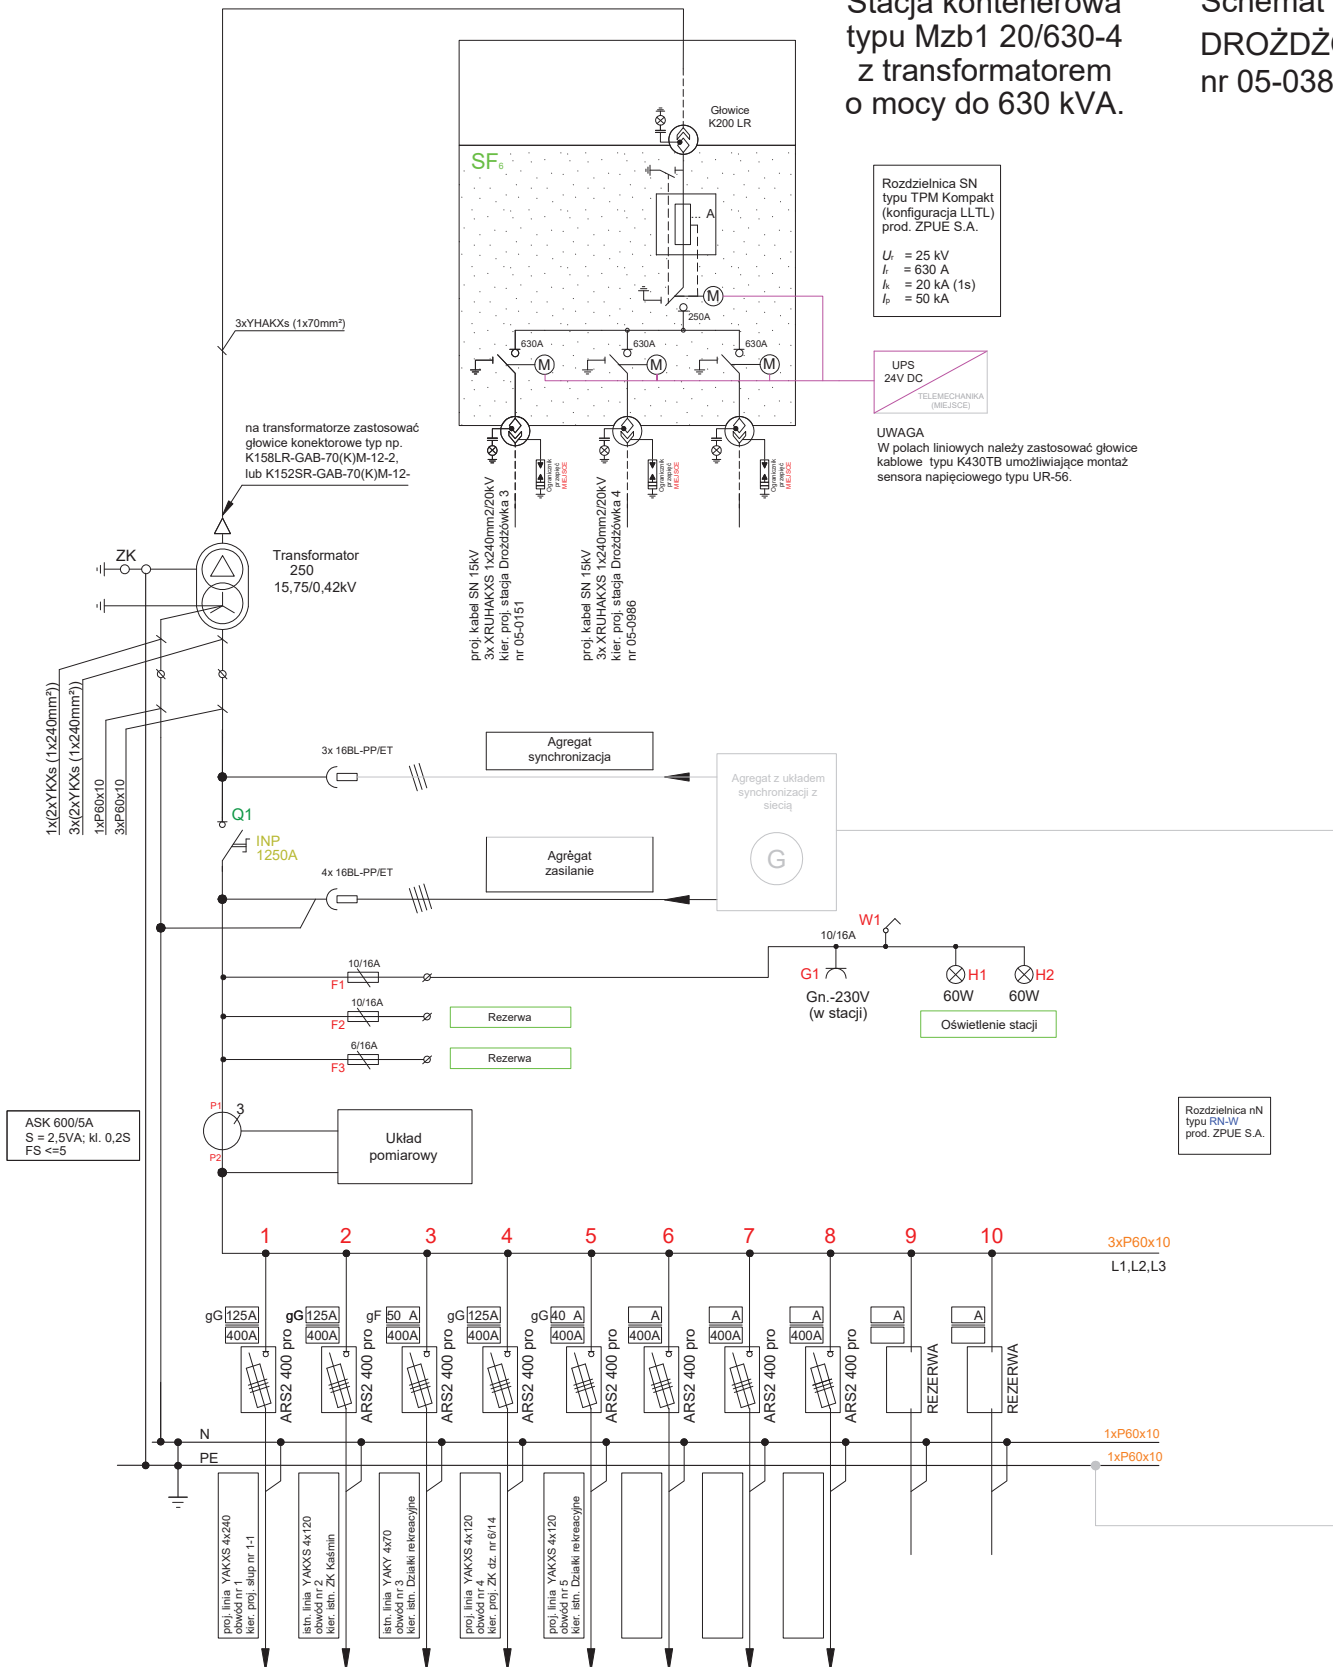 Stacja kontenerowa
typu Mzb1 20/630-4
z transformatorem
o mocy do 630 kVA.
Schemat
DROŻDŻ
nr 05-038
Głowice
K200 LR
SF₆
... A
M
250A
630A
630A
630A
M
M
M
Rozdzielnica SN
typu TPM Kompakt
(konfiguracja LLTL)
prod. ZPUE S.A.
Uᵣ = 25 kV
Iᵣ = 630 A
Iₖ = 20 kA (1s)
Iₚ = 50 kA
UPS
24V DC
TELEMECHANIKA
(MIEJSCE)
UWAGA
W polach liniowych należy zastosować głowice
kablowe typu K430TB umożliwiające montaż
sensora napięciowego typu UR-56.
3xYHAKXs (1x70mm²)
na transformatorze zastosować
głowice konektorowe typ np.
K158LR-GAB-70(K)M-12-2,
lub K152SR-GAB-70(K)M-12-
Ogranicznik
przepięć
MIEJSCE
Ogranicznik
przepięć
MIEJSCE
Ogranicznik
przepięć
MIEJSCE
proj. kabel SN 15kV
3x XRUHAKXS 1x240mm2/20kV
kier. proj. stacja Drożdżówka 3
nr 05-0151
proj. kabel SN 15kV
3x XRUHAKXS 1x240mm2/20kV
kier. proj. stacja Drożdżówka 4
nr 05-0986
ZK
Transformator
250
15,75/0,42kV
1x(2xYKXs (1x240mm²))
3x(2xYKXs (1x240mm²))
1xP60x10
3xP60x10
3x 16BL-PP/ET
Agregat
synchronizacja
Agregat z układem
synchronizacji z
siecią
G
Q1
INP
1250A
4x 16BL-PP/ET
Agregat
zasilanie
W1
10/16A
G1
H1
H2
Gn.-230V
(w stacji)
60W
60W
Oświetlenie stacji
10/16A
F1
10/16A
F2
Rezerwa
6/16A
F3
Rezerwa
ASK 600/5A
S = 2,5VA; kl. 0,2S
FS <=5
P1
3
P2
Układ
pomiarowy
Rozdzielnica nN
typu RN-W
prod. ZPUE S.A.
1 2 3 4 5 6 7 8 9 10
3xP60x10
L1,L2,L3
gG 125A gG 125A gF 50 A gG 125A gG 40 A A A A A A
400A 400A 400A 400A 400A 400A 400A 400A
ARS2 400 pro
ARS2 400 pro
ARS2 400 pro
ARS2 400 pro
ARS2 400 pro
ARS2 400 pro
ARS2 400 pro
ARS2 400 pro
REZERWA
REZERWA
N
1xP60x10
PE
1xP60x10
proj. linia YAKXS 4x240
obwód nr 1
kier. proj. słup nr 1-1
istn. linia YAKXS 4x120
obwód nr 2
kier. istn. ZK Kaśmin
istn. linia YAKY 4x70
obwód nr 3
kier. istn. Działki rekreacyjne
proj. linia YAKXS 4x120
obwód nr 4
kier. proj. ZK dz. nr 6/14
proj. linia YAKXS 4x120
obwód nr 5
kier. istn. Działki rekreacyjne